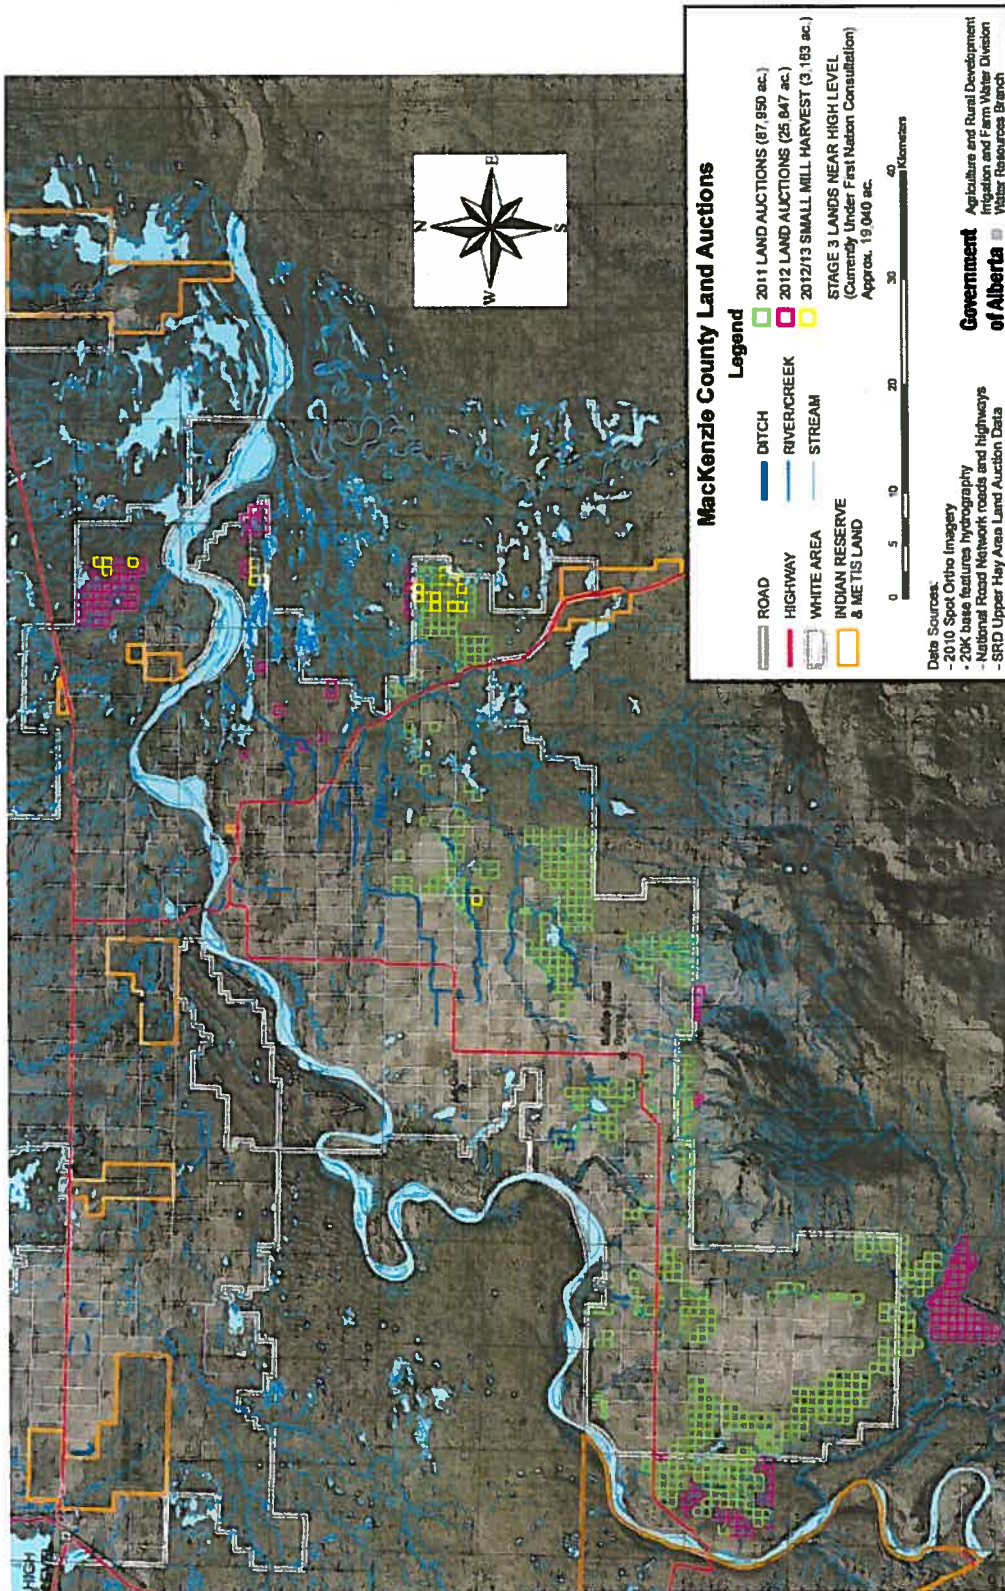 HIGH
N
W
E
S
MacKenzie County Land Auctions
Legend
ROAD
HIGHWAY
WHITE AREA
INDIAN RESERVE
& METIS LAND
DITCH
RIVER/CREEK
STREAM
2011 LAND AUCTIONS (87,950 ac.)
2012 LAND AUCTIONS (25,847 ac.)
2012/13 SMALL MILL HARVEST (3,163 ac.)
STAGE 3 LANDS NEAR HIGH LEVEL
(Currently Under First Nation Consultation)
Approx. 19,040 ac.
0 5 10 20 30 40
Kilometers
Data Sources:
- 2010 Spot Ortho Imagery
- 20K base features hydrography
- National Road Network roads and highways
- SRD Upper Hay Area Land Auction Data
Government
of Alberta
Agriculture and Rural Development
Irrigation and Farm Water Division
Water Resources Branch